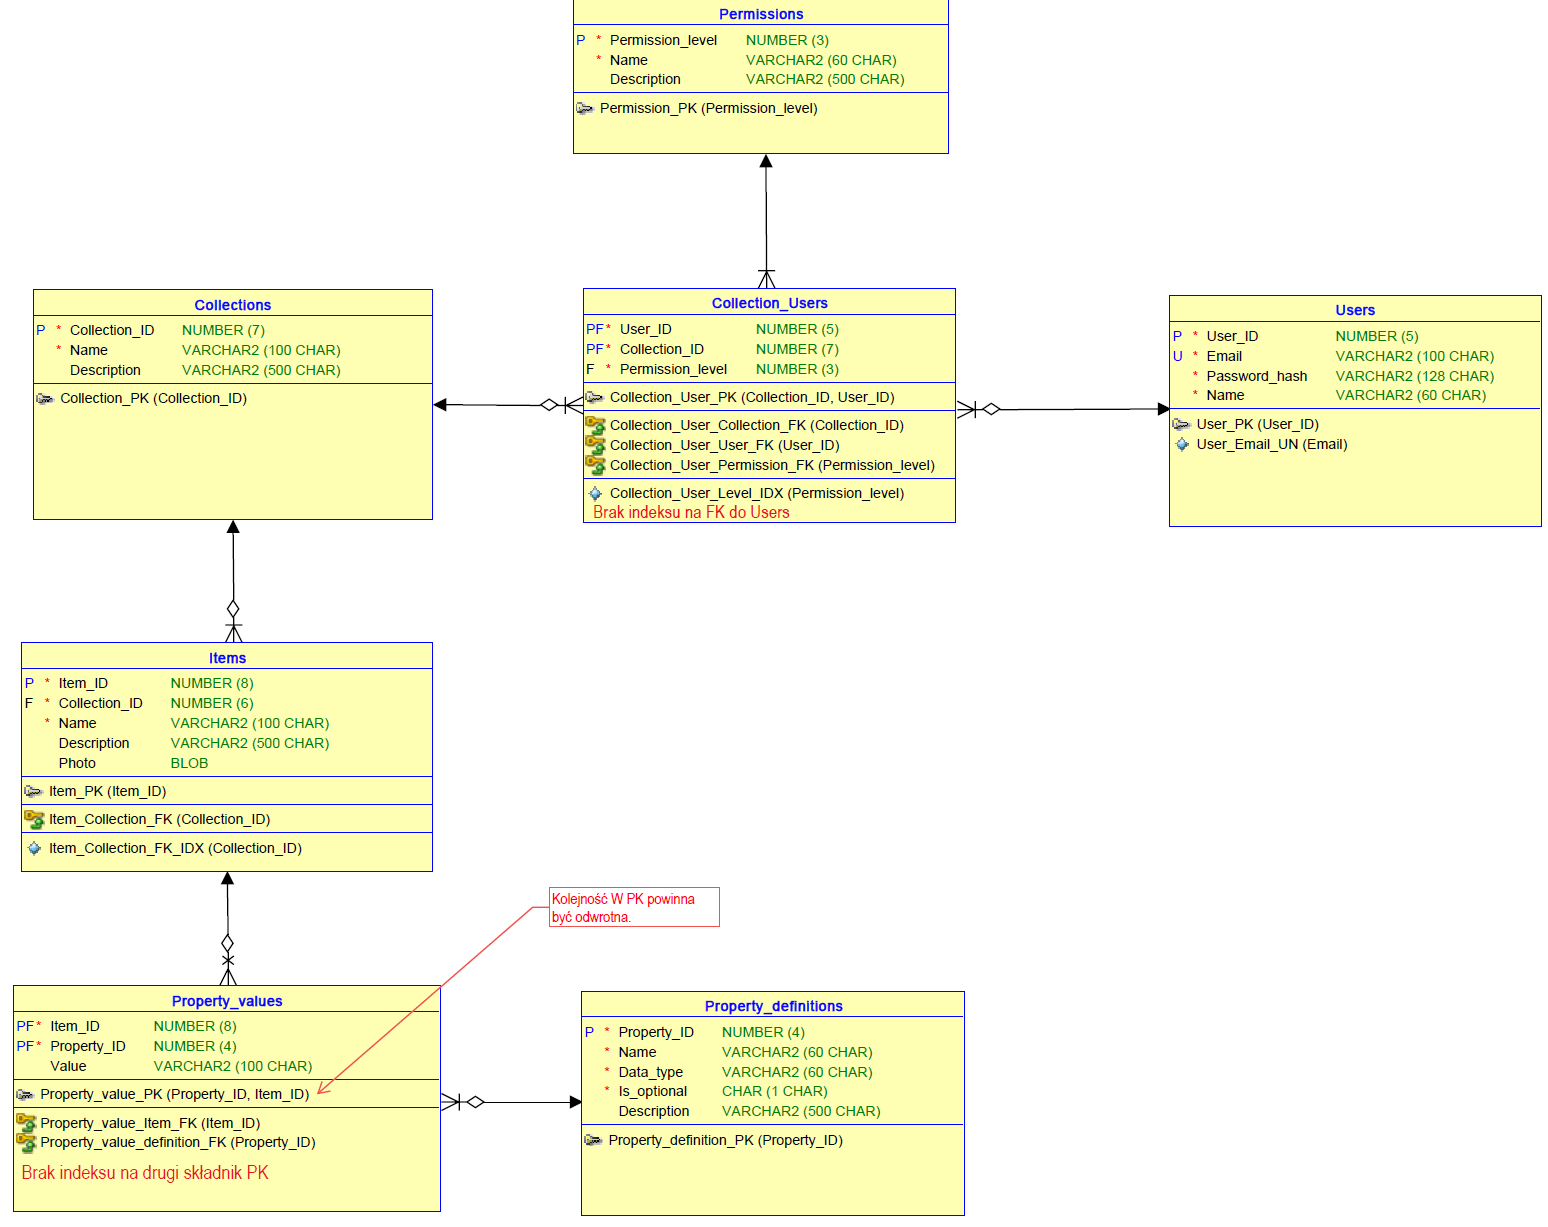 Permissions
P * Permission_level NUMBER (3)
* Name VARCHAR2 (60 CHAR)
Description VARCHAR2 (500 CHAR)
Permission_PK (Permission_level)
Collections
P * Collection_ID NUMBER (7)
* Name VARCHAR2 (100 CHAR)
Description VARCHAR2 (500 CHAR)
Collection_PK (Collection_ID)
Collection_Users
PF * User_ID NUMBER (5)
PF * Collection_ID NUMBER (7)
F * Permission_level NUMBER (3)
Collection_User_PK (Collection_ID, User_ID)
Collection_User_Collection_FK (Collection_ID)
Collection_User_User_FK (User_ID)
Collection_User_Permission_FK (Permission_level)
Collection_User_Level_IDX (Permission_level)
Brak indeksu na FK do Users
Users
P * User_ID NUMBER (5)
U * Email VARCHAR2 (100 CHAR)
* Password_hash VARCHAR2 (128 CHAR)
* Name VARCHAR2 (60 CHAR)
User_PK (User_ID)
User_Email_UN (Email)
Items
P * Item_ID NUMBER (8)
F * Collection_ID NUMBER (6)
* Name VARCHAR2 (100 CHAR)
Description VARCHAR2 (500 CHAR)
Photo BLOB
Item_PK (Item_ID)
Item_Collection_FK (Collection_ID)
Item_Collection_FK_IDX (Collection_ID)
Kolejność W PK powinna
być odwrotna.
Property_values
PF * Item_ID NUMBER (8)
PF * Property_ID NUMBER (4)
Value VARCHAR2 (100 CHAR)
Property_value_PK (Property_ID, Item_ID)
Property_value_Item_FK (Item_ID)
Property_value_definition_FK (Property_ID)
Brak indeksu na drugi składnik PK
Property_definitions
P * Property_ID NUMBER (4)
* Name VARCHAR2 (60 CHAR)
* Data_type VARCHAR2 (60 CHAR)
* Is_optional CHAR (1 CHAR)
Description VARCHAR2 (500 CHAR)
Property_definition_PK (Property_ID)